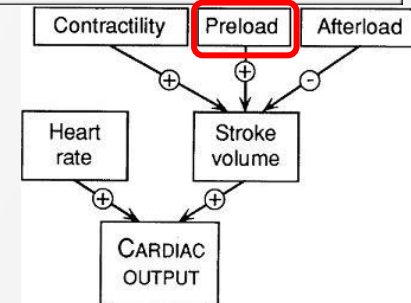 Contractility
Preload
Afterload
+
+
-
Heart
rate
Stroke
volume
+
+
CARDIAC
OUTPUT